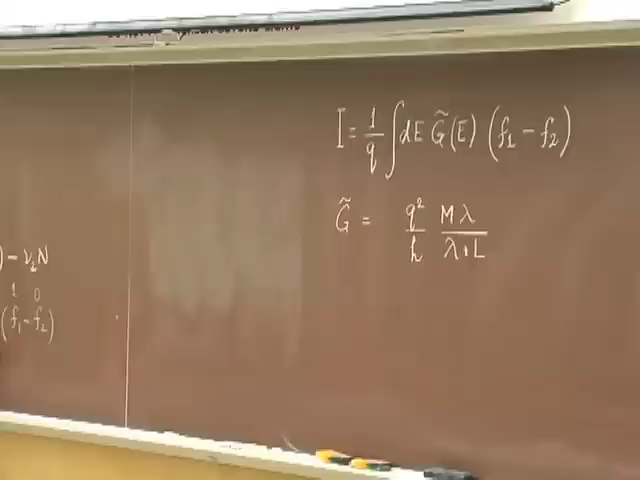 I = 1/q ∫ dE G̃(E) (f₁ − f₂)
G̃ = q²/h Mλ/(λ+L)
) − ν₂N
1 0
(f₁ − f₂)